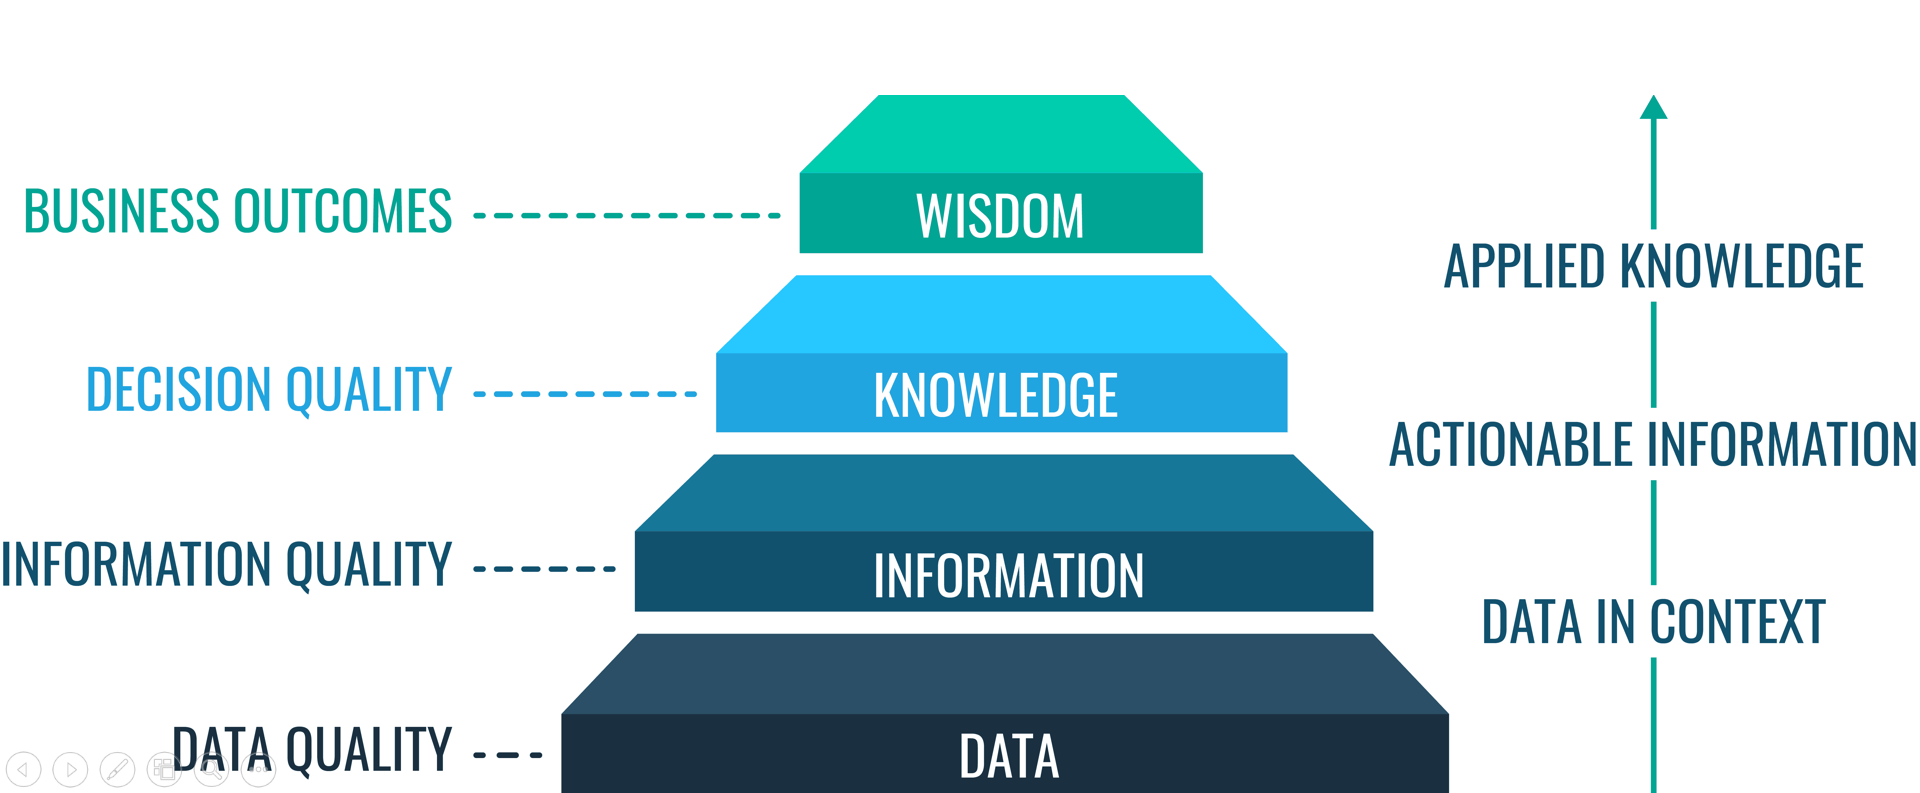 BUSINESS OUTCOMES
WISDOM
APPLIED KNOWLEDGE
DECISION QUALITY
KNOWLEDGE
ACTIONABLE INFORMATION
INFORMATION QUALITY
INFORMATION
DATA IN CONTEXT
DATA QUALITY
DATA